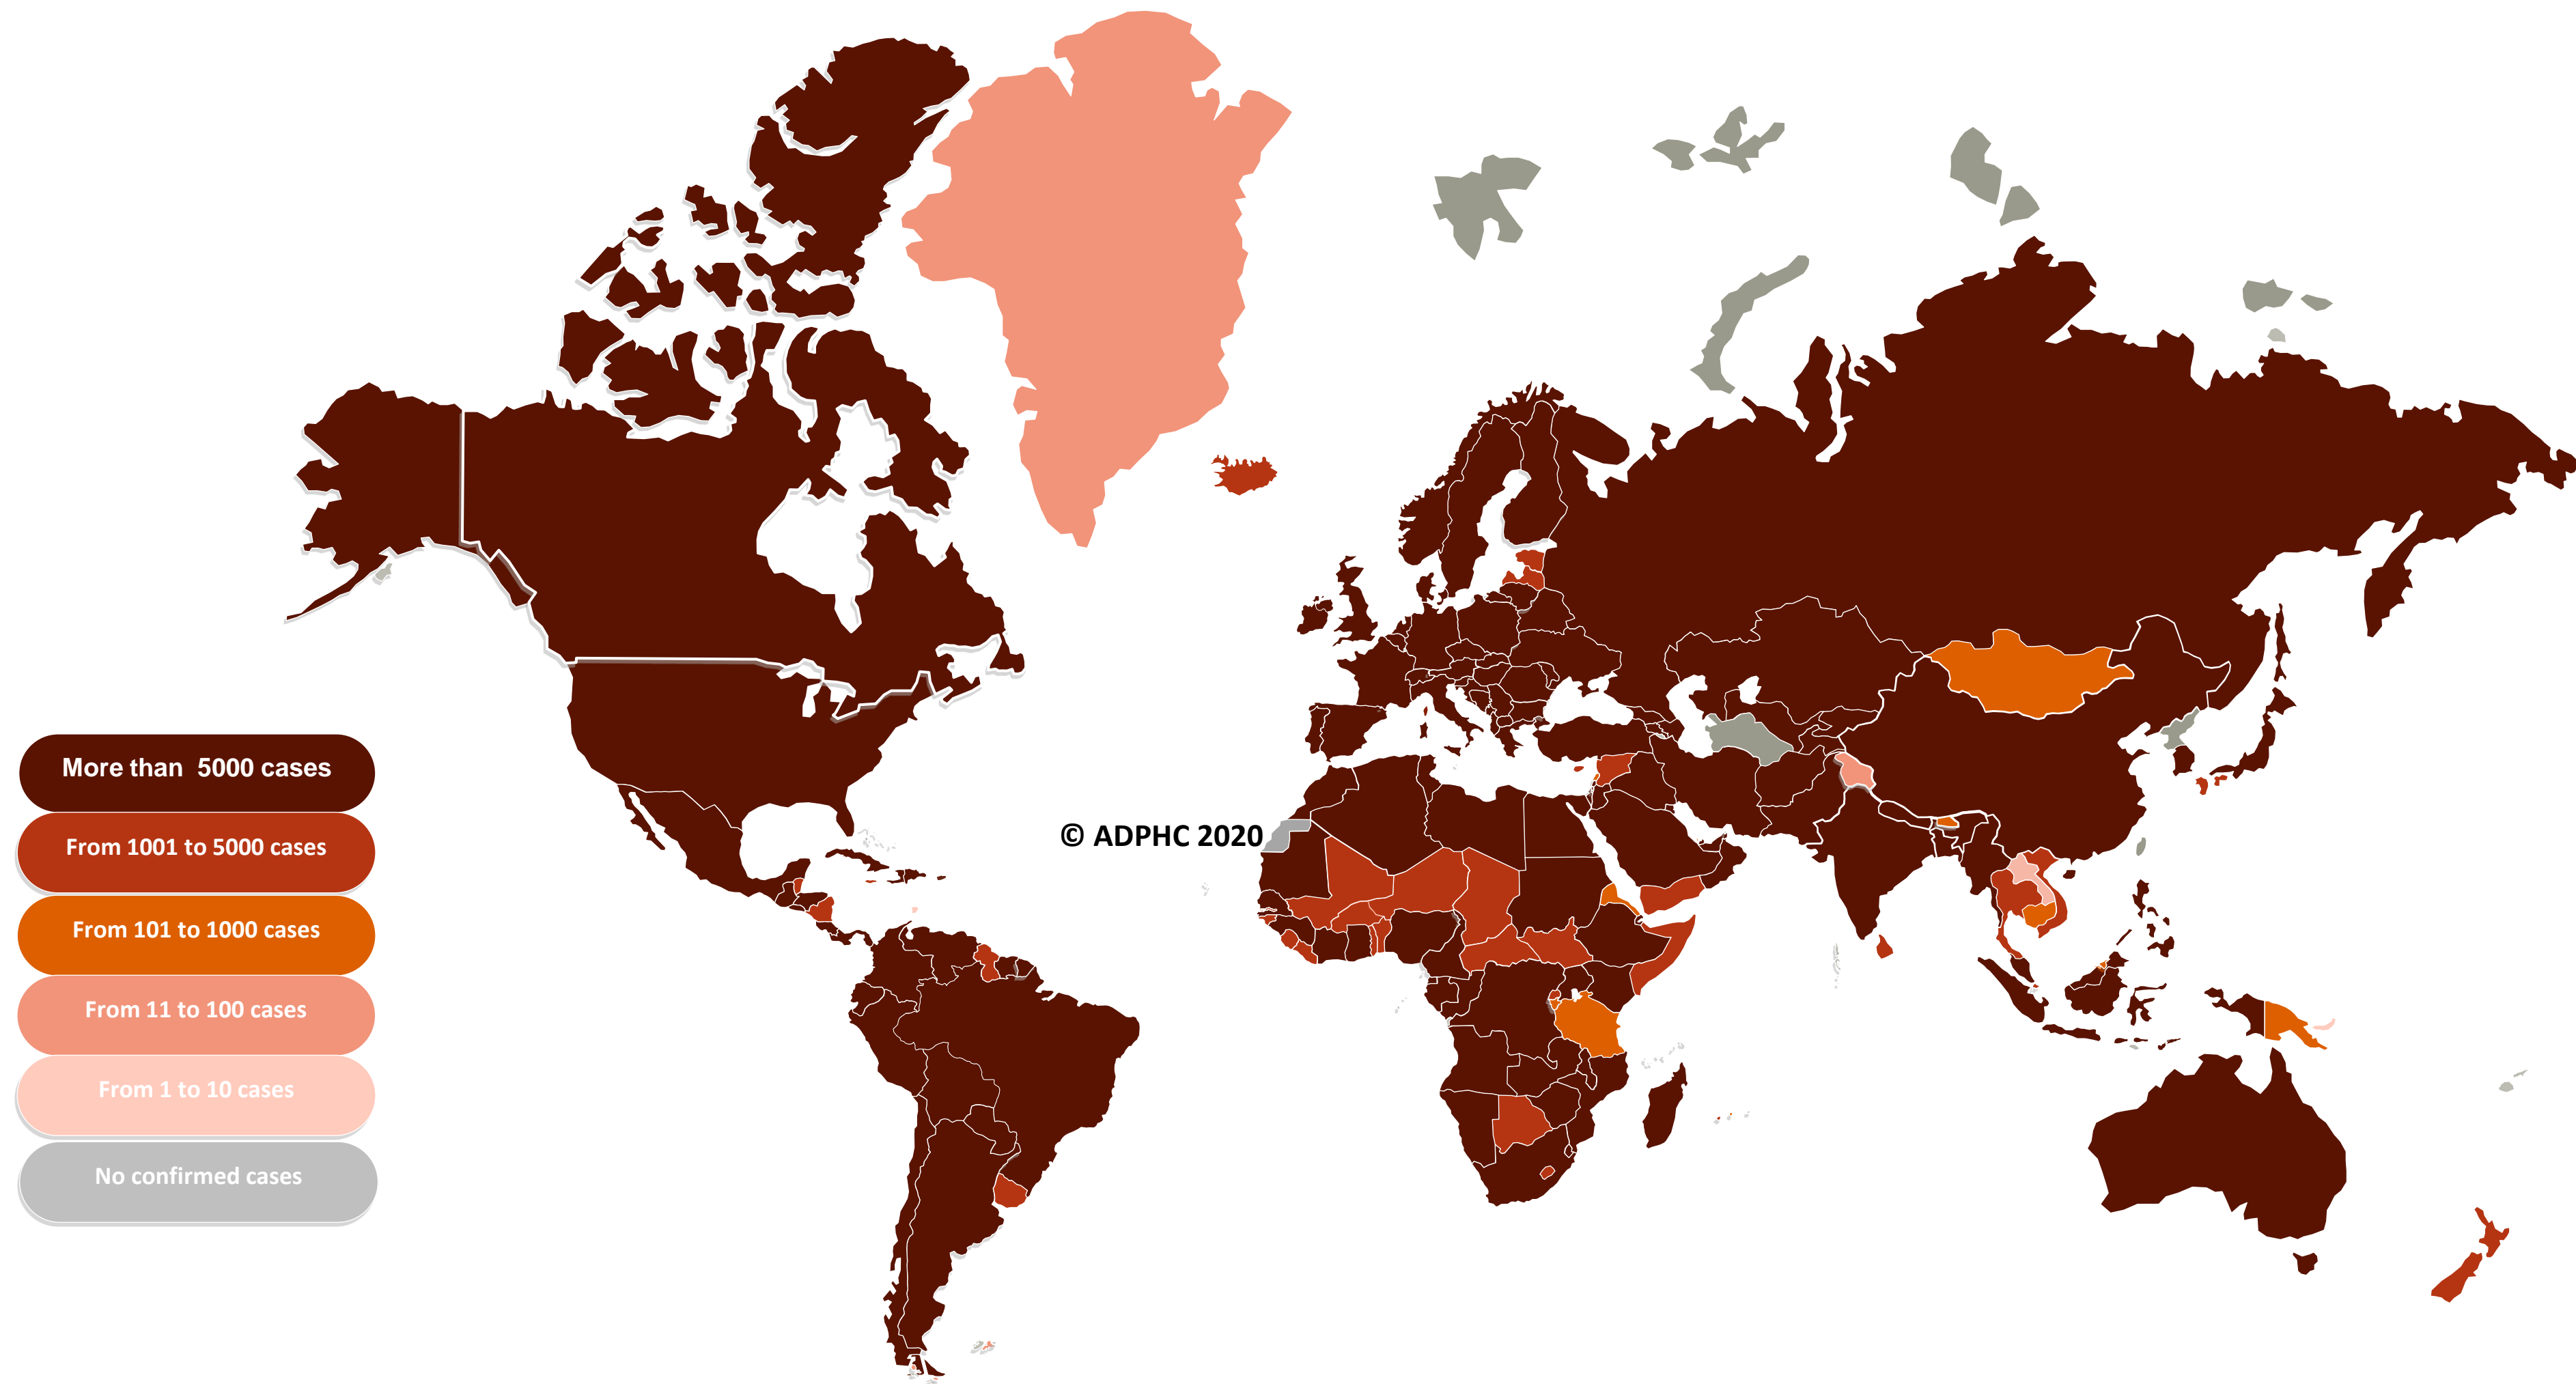 More than 5000 cases
From 1001 to 5000 cases
From 101 to 1000 cases
From 11 to 100 cases
From 1 to 10 cases
No confirmed cases
© ADPHC 2020